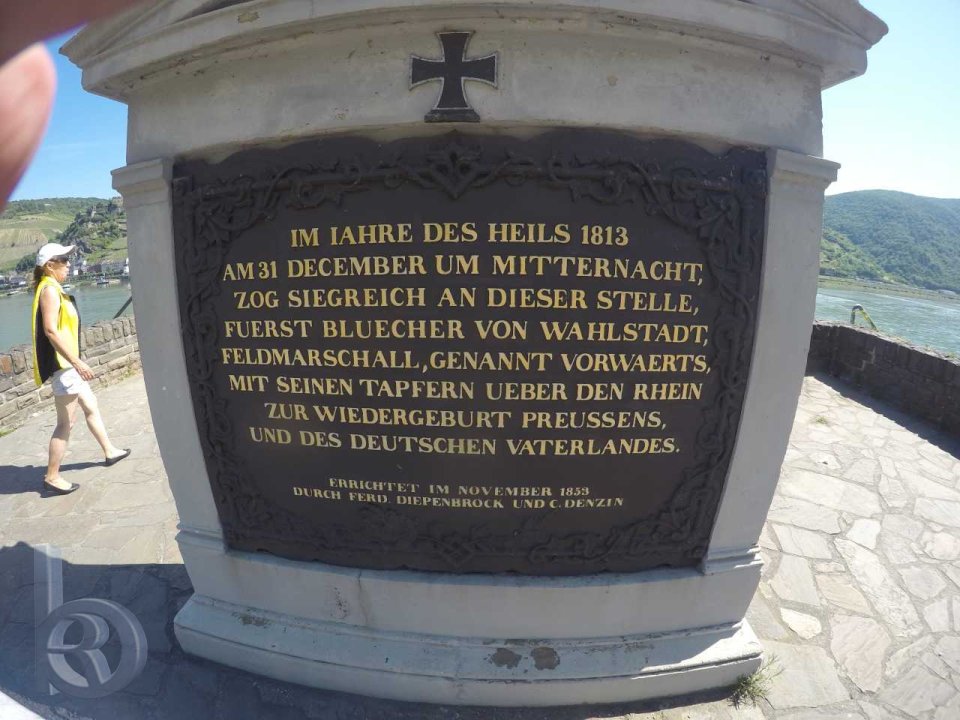 IM IAHRE DES HEILS 1813
AM 31 DECEMBER UM MITTERNACHT,
ZOG SIEGREICH AN DIESER STELLE,
FUERST BLUECHER VON WAHLSTADT,
FELDMARSCHALL, GENANNT VORWAERTS,
MIT SEINEN TAPFERN UEBER DEN RHEIN
ZUR WIEDERGEBURT PREUSSENS,
UND DES DEUTSCHEN VATERLANDES.
ERRICHTET IM NOVEMBER 1853
DURCH FERD. DIEPENBROCK UND C. DENZIN